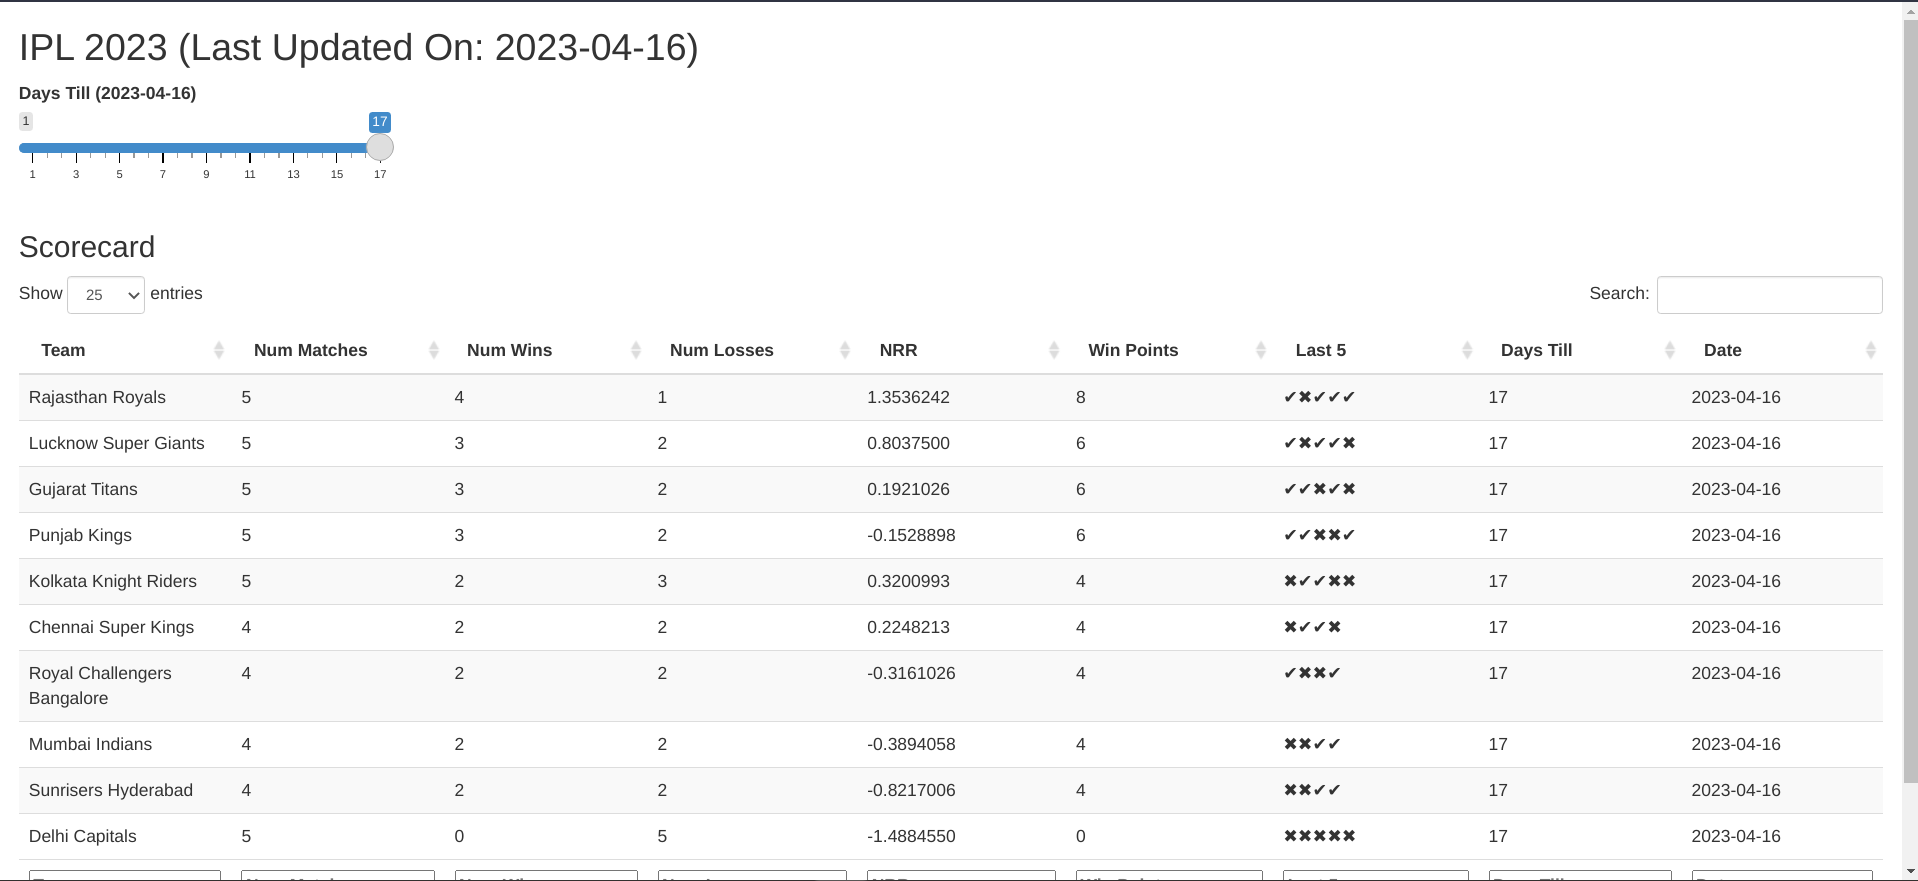 IPL 2023 (Last Updated On: 2023-04-16)
Days Till (2023-04-16)
1 17
1 3 5 7 9 11 13 15 17
Scorecard
Show 25 entries Search:
Team Num Matches Num Wins Num Losses NRR Win Points Last 5 Days Till Date
Rajasthan Royals 5 4 1 1.3536242 8 ✔✖✔✔✔ 17 2023-04-16
Lucknow Super Giants 5 3 2 0.8037500 6 ✔✖✔✔✖ 17 2023-04-16
Gujarat Titans 5 3 2 0.1921026 6 ✔✔✖✔✖ 17 2023-04-16
Punjab Kings 5 3 2 -0.1528898 6 ✔✔✖✖✔ 17 2023-04-16
Kolkata Knight Riders 5 2 3 0.3200993 4 ✖✔✔✖✖ 17 2023-04-16
Chennai Super Kings 4 2 2 0.2248213 4 ✖✔✔✖ 17 2023-04-16
Royal Challengers 4 2 2 -0.3161026 4 ✔✖✖✔ 17 2023-04-16
Bangalore
Mumbai Indians 4 2 2 -0.3894058 4 ✖✖✔✔ 17 2023-04-16
Sunrisers Hyderabad 4 2 2 -0.8217006 4 ✖✖✔✔ 17 2023-04-16
Delhi Capitals 5 0 5 -1.4884550 0 ✖✖✖✖✖ 17 2023-04-16